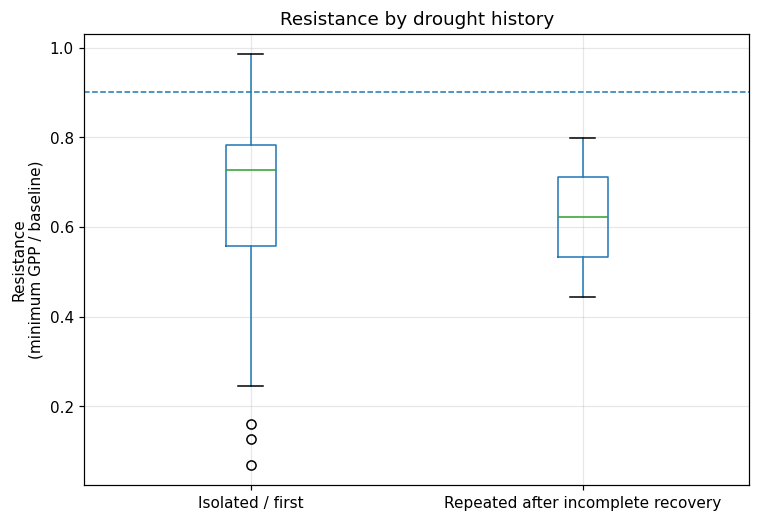 Resistance by drought history
Resistance
(minimum GPP / baseline)
1.0
0.8
0.6
0.4
0.2
Isolated / first
Repeated after incomplete recovery